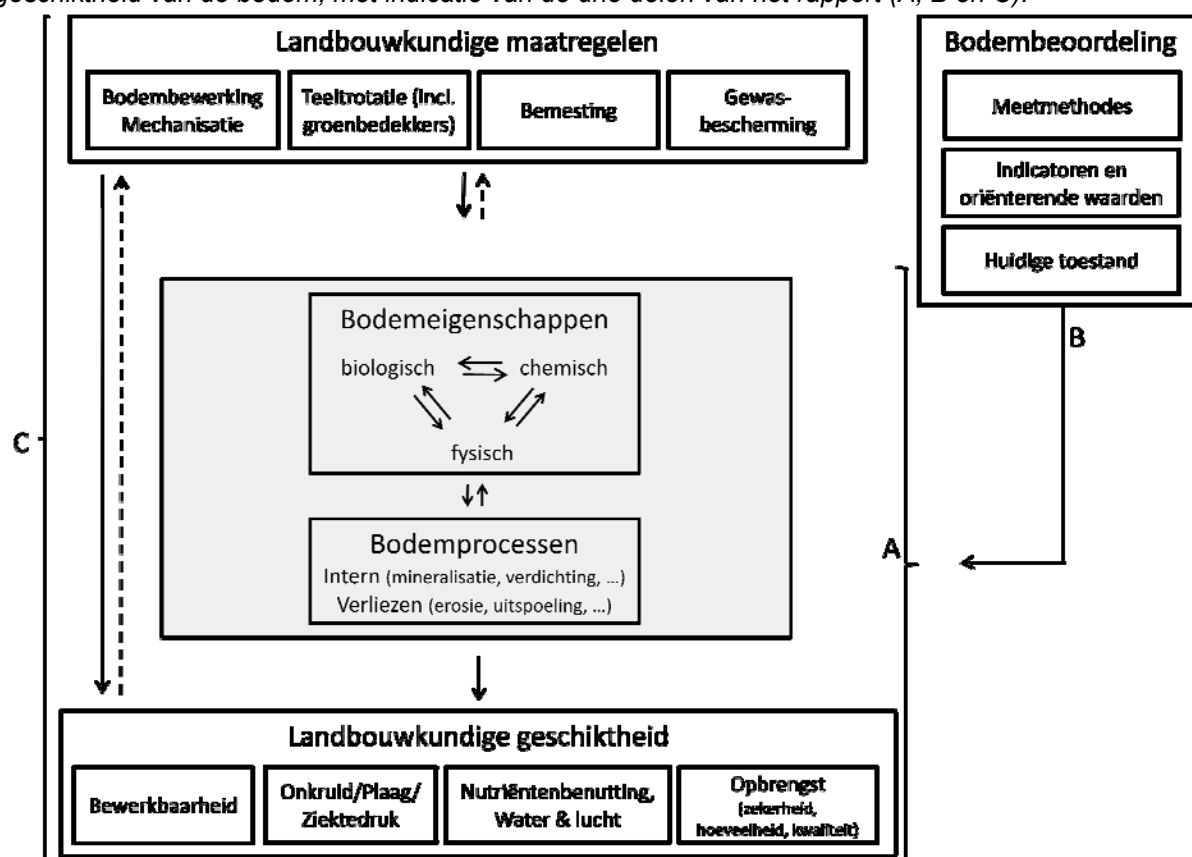 geschiktheid van de bodem, met indicatie van de drie delen van het rapport (A, B en C).
Landbouwkundige maatregelen
Bodembewerking
Mechanisatie
Teeltrotatie (incl.
groenbedekkers)
Bemesting
Gewas-
bescherming
Bodembeoordeling
Meetmethodes
Indicatoren en
oriënterende waarden
Huidige toestand
B
C
A
Bodemeigenschappen
biologisch
chemisch
fysisch
Bodemprocessen
Intern (mineralisatie, verdichting, ...)
Verliezen (erosie, uitspoeling, ...)
Landbouwkundige geschiktheid
Bewerkbaarheid
Onkruid/Plaag/
Ziektedruk
Nutriëntenbenutting,
Water & lucht
Opbrengst
(zekerheid,
hoeveelheid, kwaliteit)